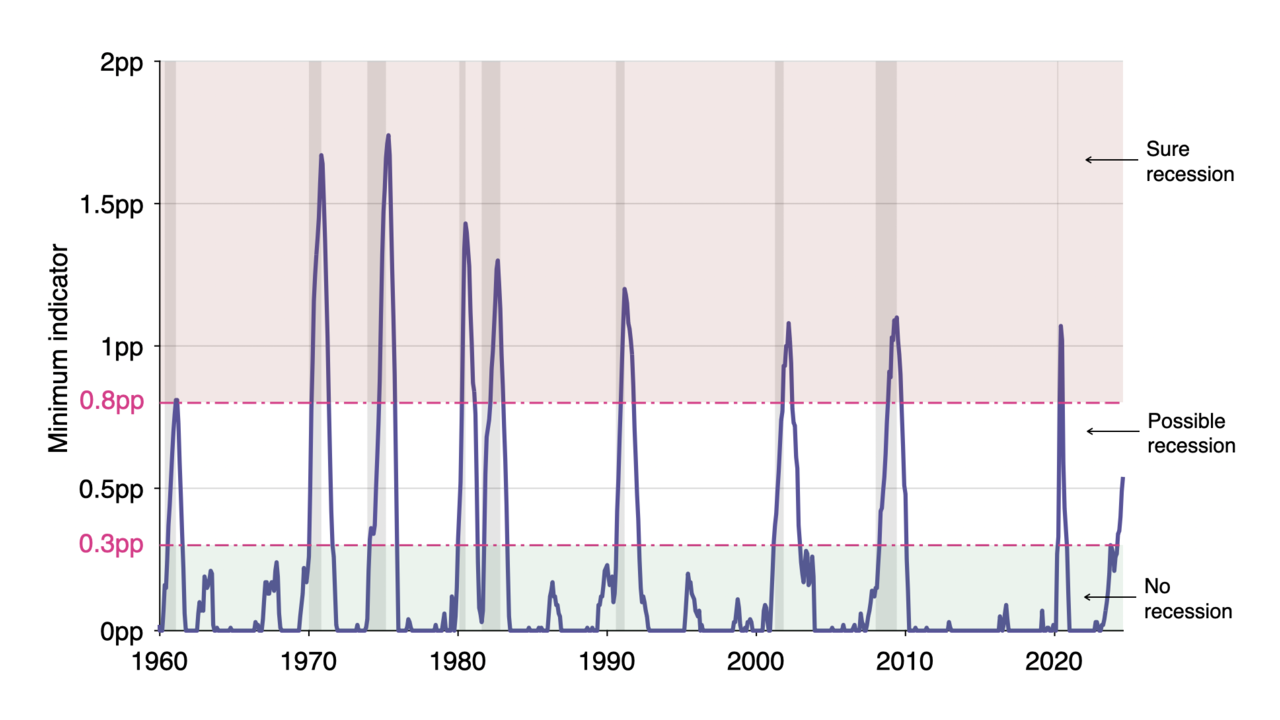 2pp
1.5pp
1pp
0.8pp
0.5pp
0.3pp
0pp
Minimum indicator
1960
1970
1980
1990
2000
2010
2020
Sure
recession
Possible
recession
No
recession